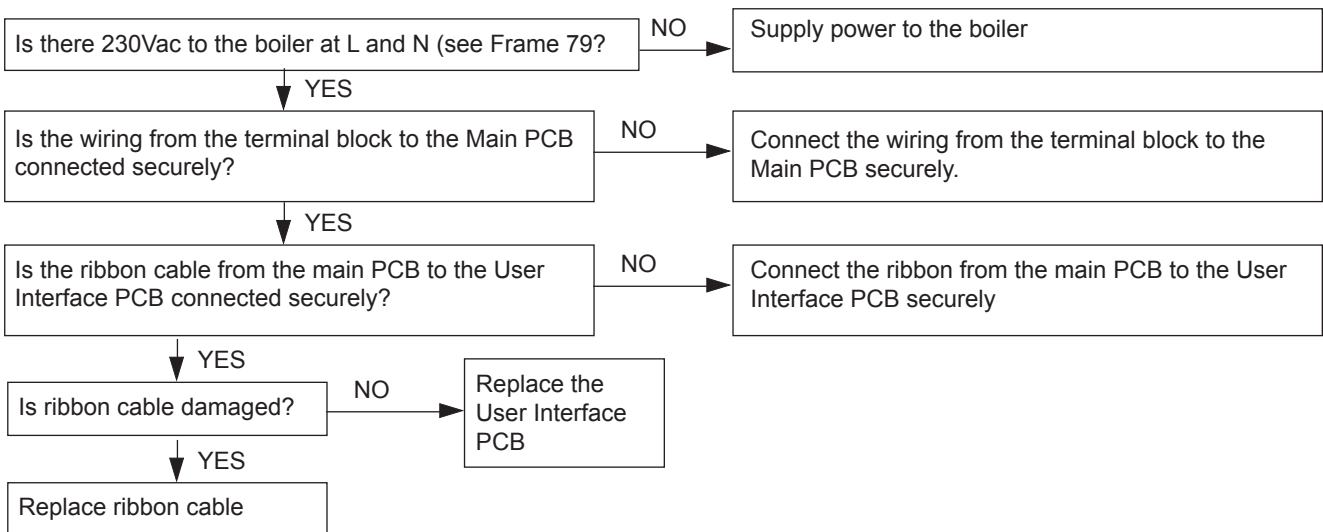 Is there 230Vac to the boiler at L and N (see Frame 79?
NO
Supply power to the boiler
YES
Is the wiring from the terminal block to the Main PCB
connected securely?
NO
Connect the wiring from the terminal block to the
Main PCB securely.
YES
Is the ribbon cable from the main PCB to the User
Interface PCB connected securely?
NO
Connect the ribbon from the main PCB to the User
Interface PCB securely
YES
Is ribbon cable damaged?
NO
Replace the
User Interface
PCB
YES
Replace ribbon cable